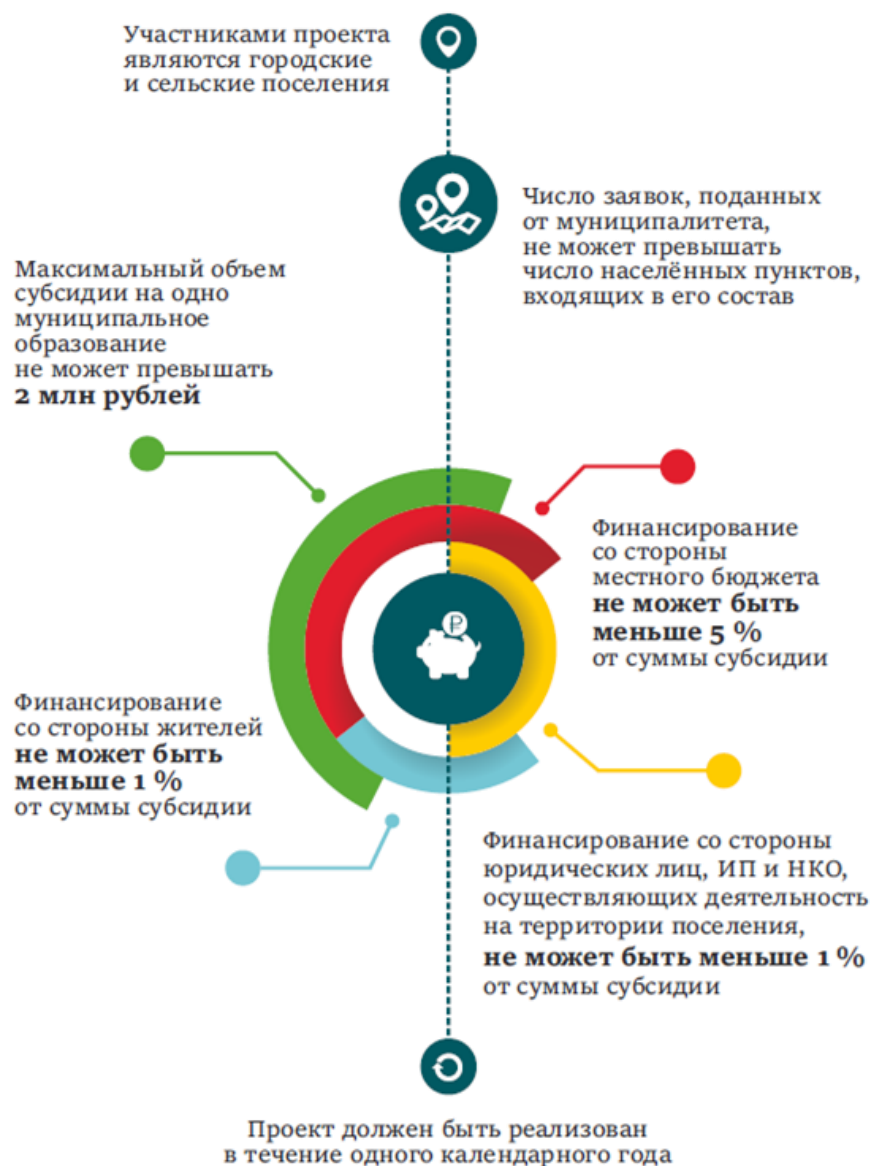 Участниками проекта
являются городские
и сельские поселения
Число заявок, поданных
от муниципалитета,
не может превышать
число населённых пунктов,
входящих в его состав
Максимальный объем
субсидии на одно
муниципальное
образование
не может превышать
2 млн рублей
Финансирование
со стороны
местного бюджета
не может быть
меньше 5 %
от суммы субсидии
Финансирование
со стороны жителей
не может быть
меньше 1 %
от суммы субсидии
Финансирование со стороны
юридических лиц, ИП и НКО,
осуществляющих деятельность
на территории поселения,
не может быть меньше 1 %
от суммы субсидии
Проект должен быть реализован
в течение одного календарного года